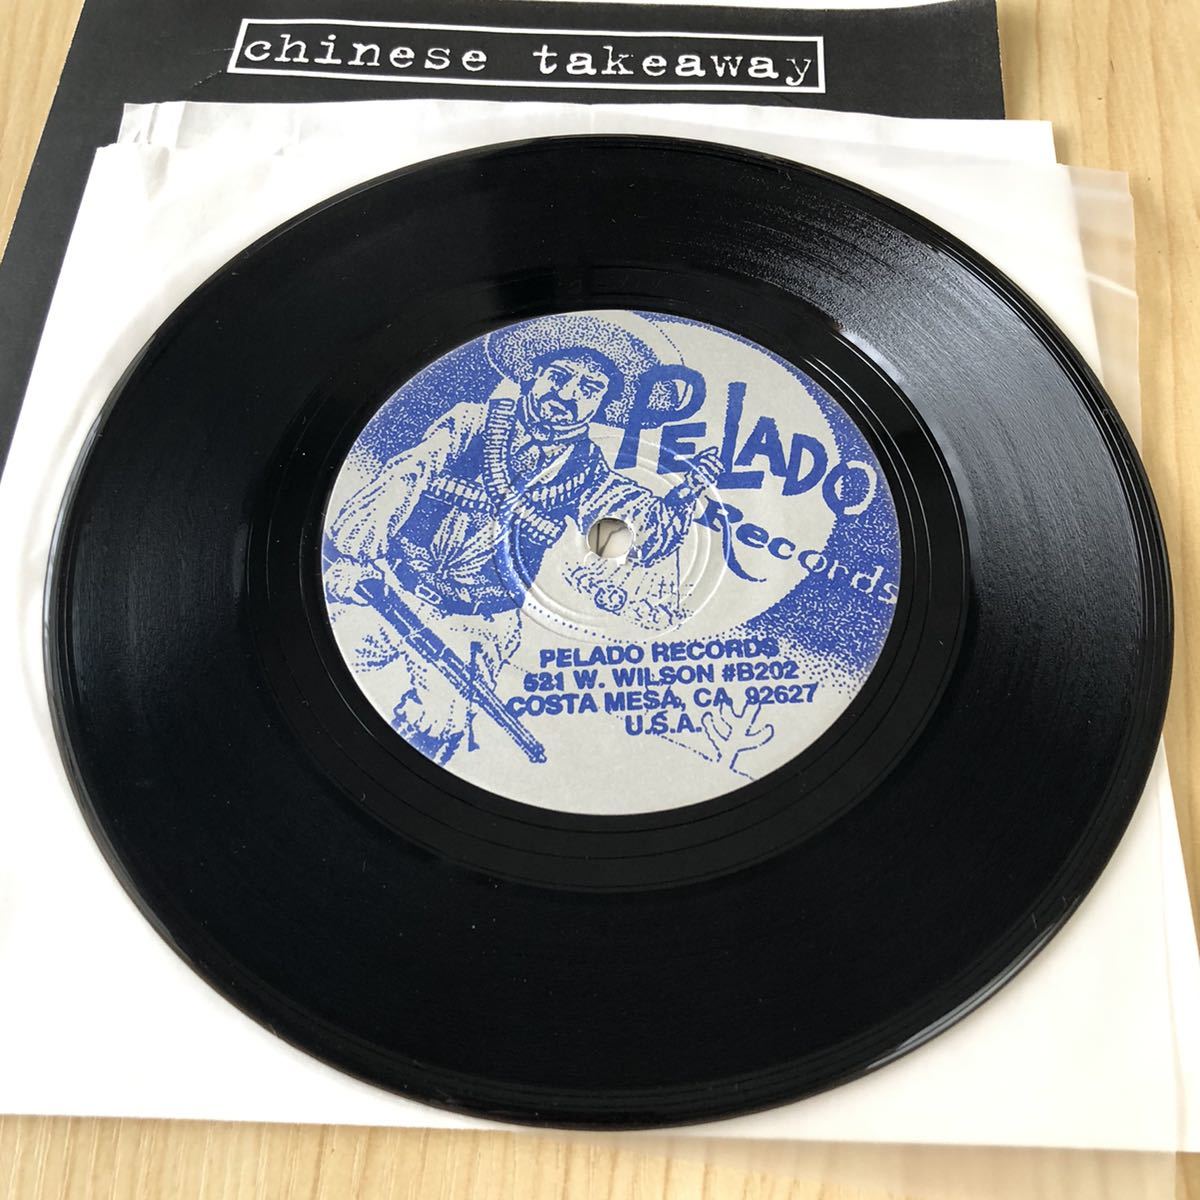 chinese takeaway
PELADO
Records
PELADO RECORDS
521 W. WILSON #B202
COSTA MESA, CA 92627
U.S.A.